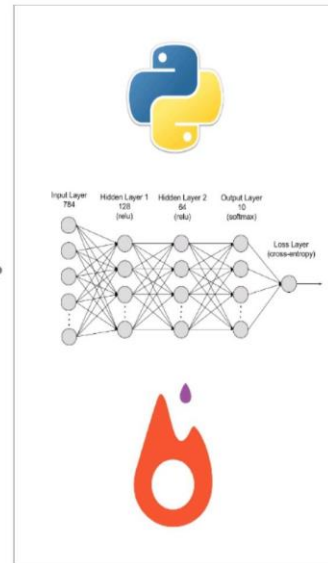 Input Layer
784
Hidden Layer 1
128
(relu)
Hidden Layer 2
64
(relu)
Output Layer
10
(softmax)
Loss Layer
(cross-entropy)